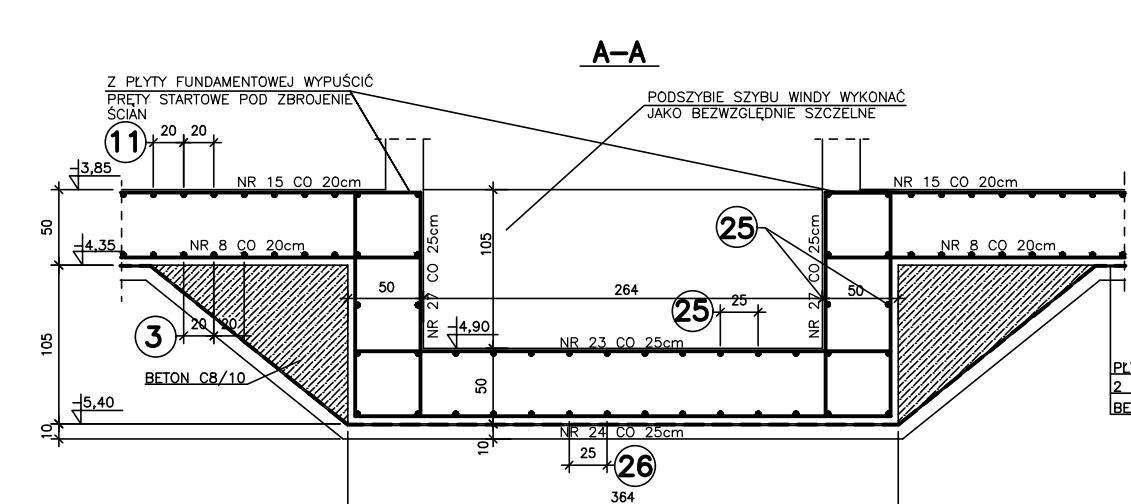 A-A
Z PŁYTY FUNDAMENTOWEJ WYPUŚCIĆ
PRĘTY STARTOWE POD ZBROJENIE
ŚCIAN
PODSZYBIE SZYBU WINDY WYKONAĆ
JAKO BEZWZGLĘDNIE SZCZELNE
11
20
20
-3,85
NR 15 CO 20cm
NR 15 CO 20cm
50
105
25
NR 27 CO 25cm
NR 27 CO 25cm
-4,35
NR 8 CO 20cm
NR 8 CO 20cm
50
264
50
25
25
3
20
20
-4,90
NR 23 CO 25cm
105
BETON C8/10
50
PŁ
2
BE
-5,40
10
10
NR 24 CO 25cm
25
26
364